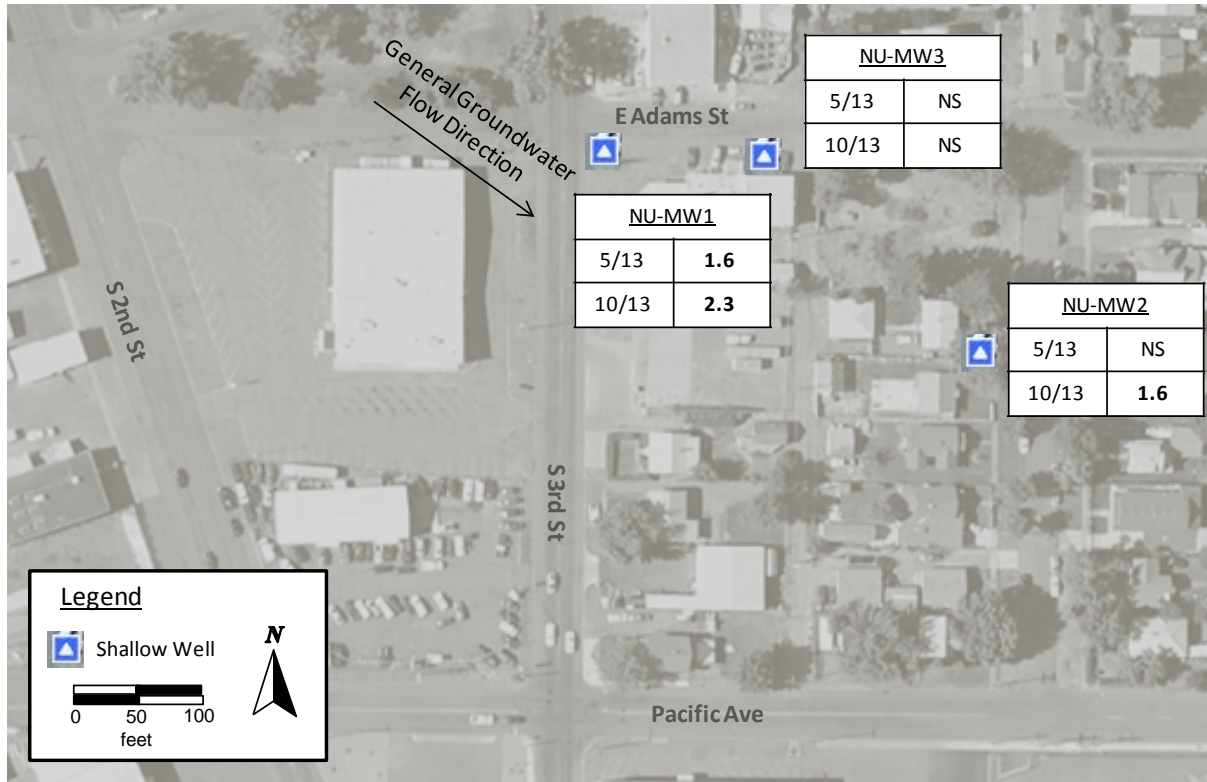 General Groundwater
Flow Direction
E Adams St
NU-MW3
5/13 NS
10/13 NS
NU-MW1
5/13 1.6
10/13 2.3
NU-MW2
5/13 NS
10/13 1.6
S 2nd St
S 3rd St
Pacific Ave
Legend
Shallow Well
N
0 50 100
feet